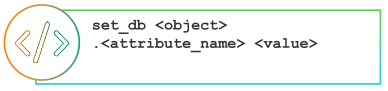 set_db <object>
.<attribute_name> <value>